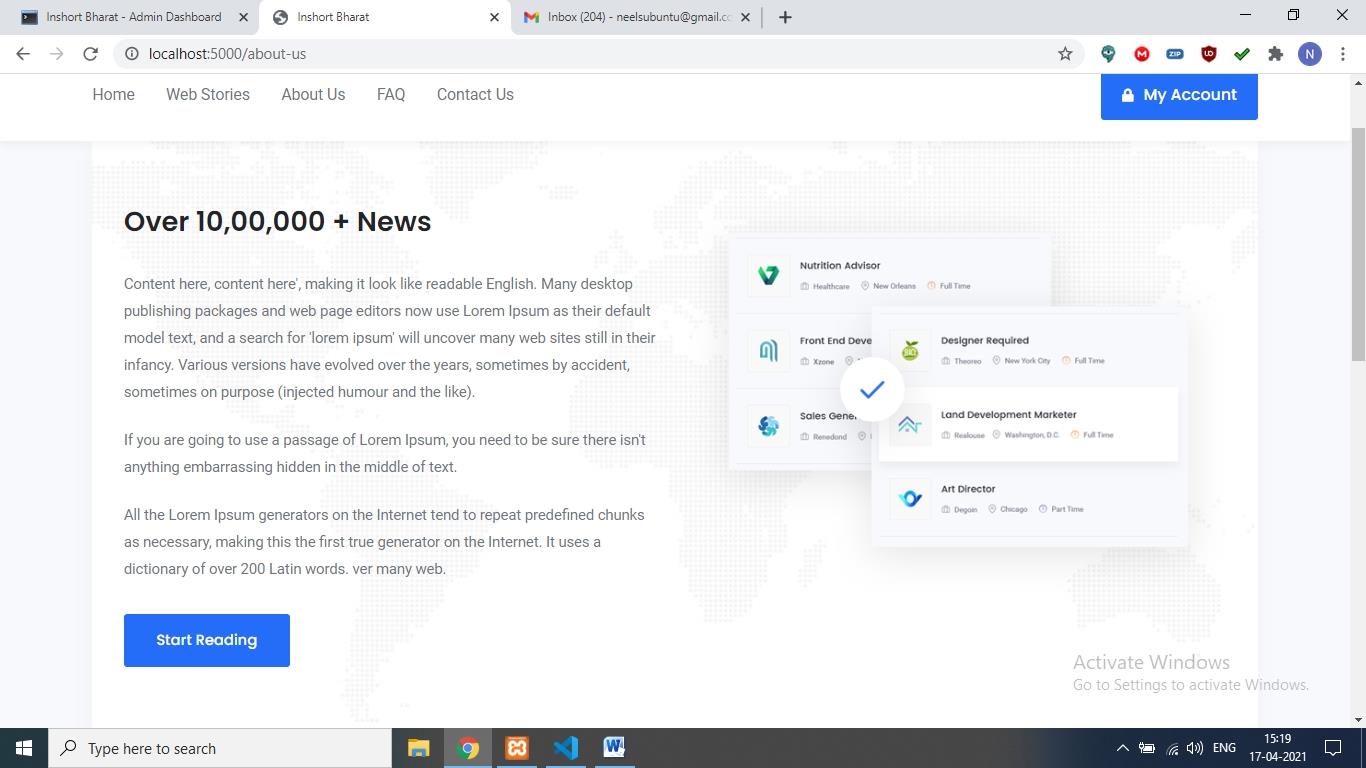 Inshort Bharat - Admin Dashboard
Inshort Bharat
Inbox (204) - neelsubuntu@gmail.cc
localhost:5000/about-us
N
Home Web Stories About Us FAQ Contact Us
My Account
Over 10,00,000 + News
Content here, content here', making it look like readable English. Many desktop
publishing packages and web page editors now use Lorem Ipsum as their default
model text, and a search for 'lorem ipsum' will uncover many web sites still in their
infancy. Various versions have evolved over the years, sometimes by accident,
sometimes on purpose (injected humour and the like).
If you are going to use a passage of Lorem Ipsum, you need to be sure there isn't
anything embarrassing hidden in the middle of text.
All the Lorem Ipsum generators on the Internet tend to repeat predefined chunks
as necessary, making this the first true generator on the Internet. It uses a
dictionary of over 200 Latin words. ver many web.
Start Reading
Nutrition Advisor
Healthcare New Orleans Full Time
Front End Deve
Xzone
Sales Gene
Renedond
Designer Required
Theoreo New York City Full Time
Land Development Marketer
Realouse Washington, D.C. Full Time
Art Director
Degoin Chicago Part Time
Activate Windows
Go to Settings to activate Windows.
Type here to search
ENG
15:19
17-04-2021